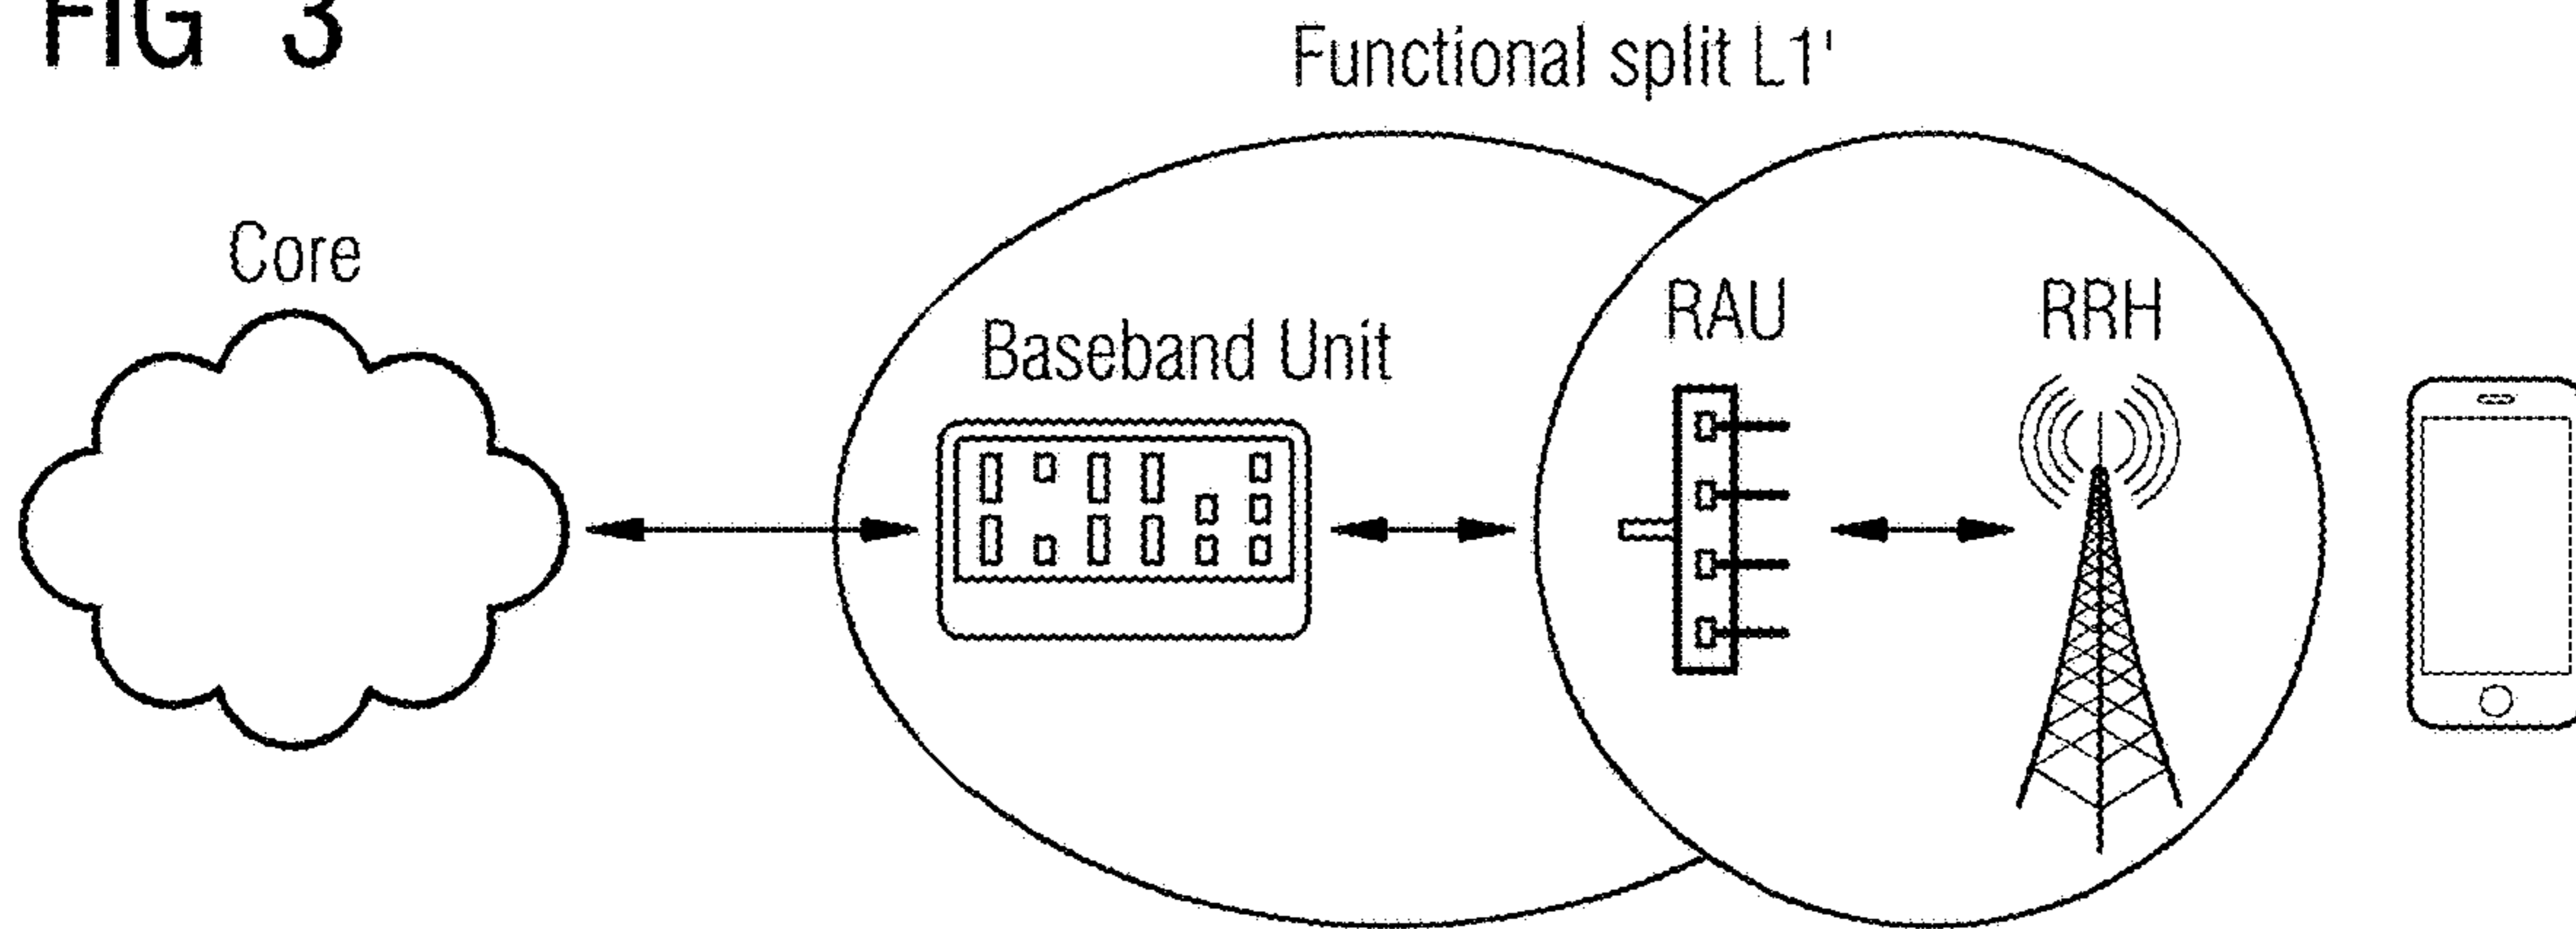 FIG 3
Functional split L1'
Core
Baseband Unit
RAU
RRH